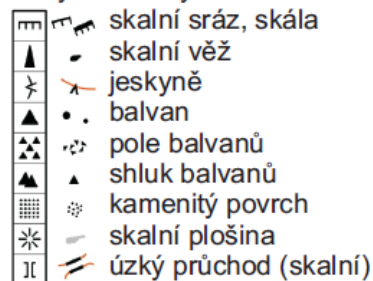 skalní sráz, skála
skalní věž
jeskyně
balvan
pole balvanů
shluk balvanů
kamenitý povrch
skalní plošina
úzký průchod (skalní)